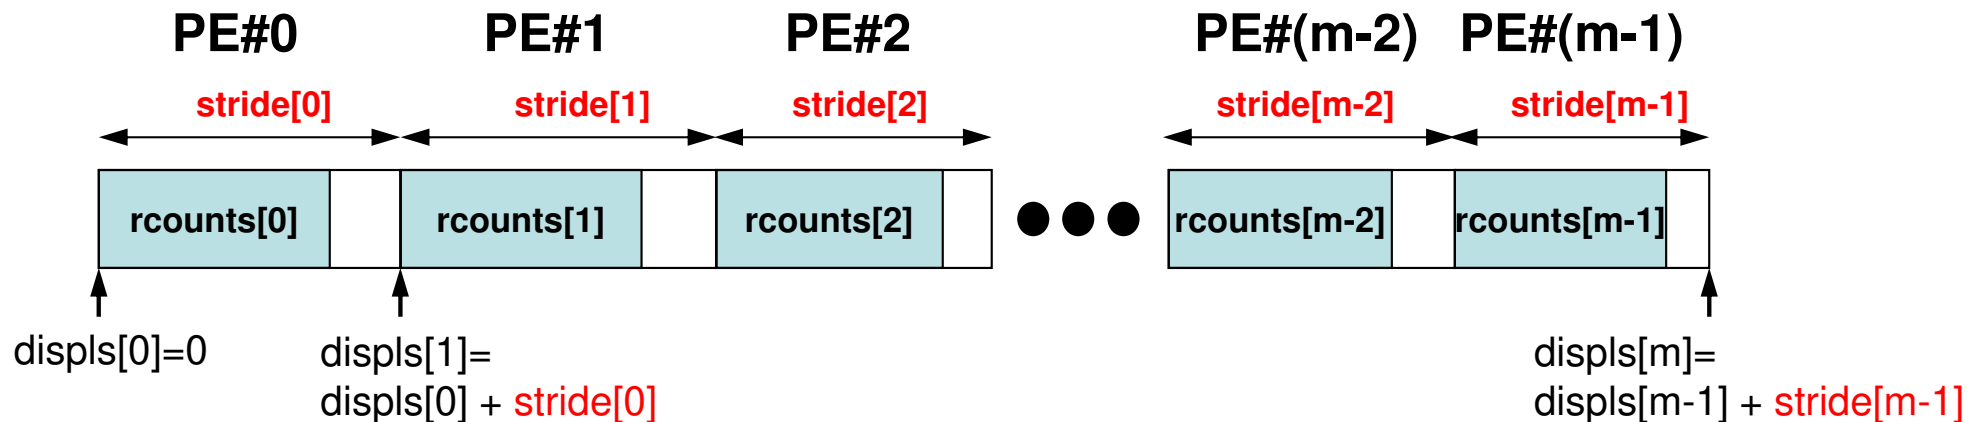 PE#0 PE#1 PE#2 PE#(m-2) PE#(m-1)
stride[0] stride[1] stride[2] stride[m-2] stride[m-1]
rcounts[0] rcounts[1] rcounts[2] rcounts[m-2] rcounts[m-1]
displs[0]=0 displs[1]= displs[m]=
displs[0] + stride[0] displs[m-1] + stride[m-1]